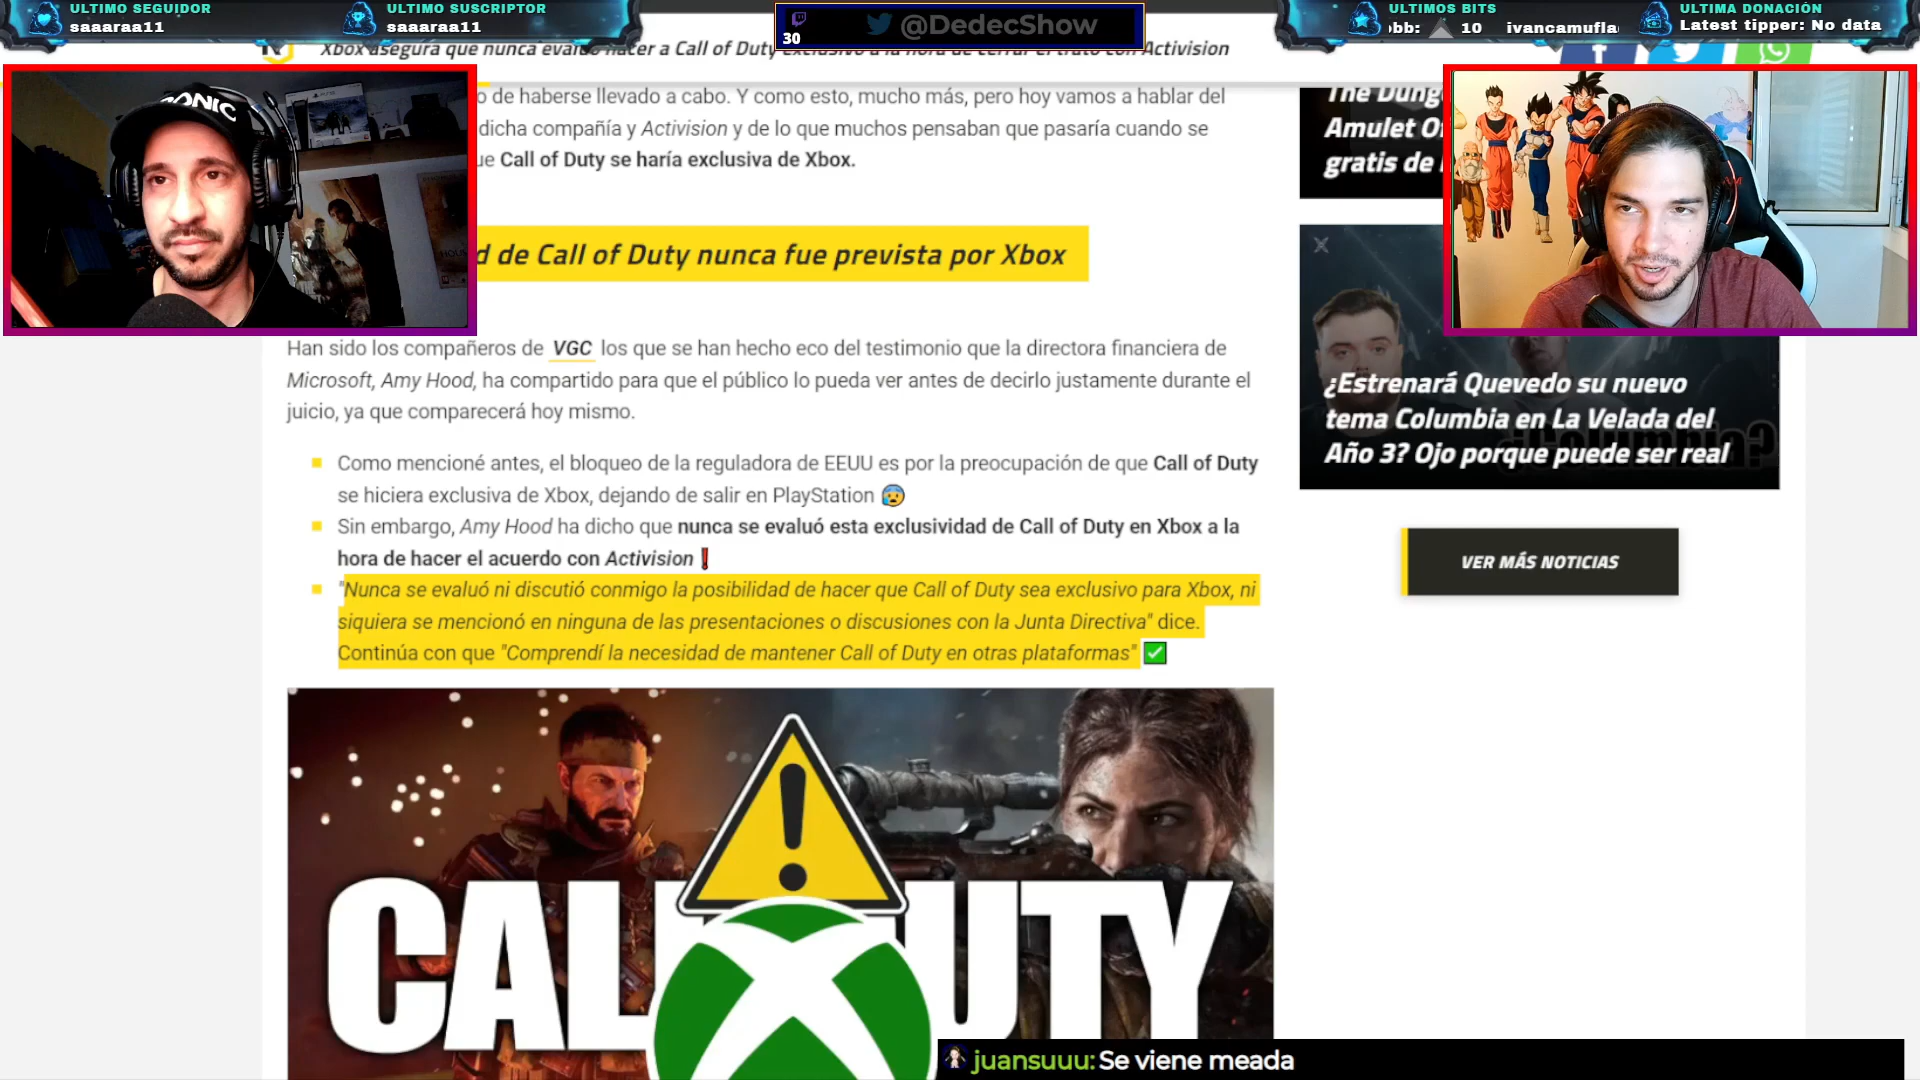 ULTIMO SEGUIDOR
saaaraa11
ULTIMO SUSCRIPTOR
saaaraa11
30
@DedecShow
ULTIMOS BITS
bb: 10 ivancamufla
ULTIMA DONACIÓN
Latest tipper: No data
Xbox asegura que nunca evaluó hacer a Call of Duty exclusivo a la hora de cerrar el trato con Activision
o de haberse llevado a cabo. Y como esto, mucho más, pero hoy vamos a hablar del
dicha compañía y Activision y de lo que muchos pensaban que pasaría cuando se
ue Call of Duty se haría exclusiva de Xbox.
d de Call of Duty nunca fue prevista por Xbox
Han sido los compañeros de VGC los que se han hecho eco del testimonio que la directora financiera de
Microsoft, Amy Hood, ha compartido para que el público lo pueda ver antes de decirlo justamente durante el
juicio, ya que comparecerá hoy mismo.
Como mencioné antes, el bloqueo de la reguladora de EEUU es por la preocupación de que Call of Duty
se hiciera exclusiva de Xbox, dejando de salir en PlayStation 😰
Sin embargo, Amy Hood ha dicho que nunca se evaluó esta exclusividad de Call of Duty en Xbox a la
hora de hacer el acuerdo con Activision ❗
"Nunca se evaluó ni discutió conmigo la posibilidad de hacer que Call of Duty sea exclusivo para Xbox, ni
siquiera se mencionó en ninguna de las presentaciones o discusiones con la Junta Directiva" dice.
Continúa con que "Comprendí la necesidad de mantener Call of Duty en otras plataformas" ✅
The Dung
Amulet O
gratis de
¿Estrenará Quevedo su nuevo
tema Columbia en La Velada del
Año 3? Ojo porque puede ser real
VER MÁS NOTICIAS
CAL UTY
juansuuu: Se viene meada